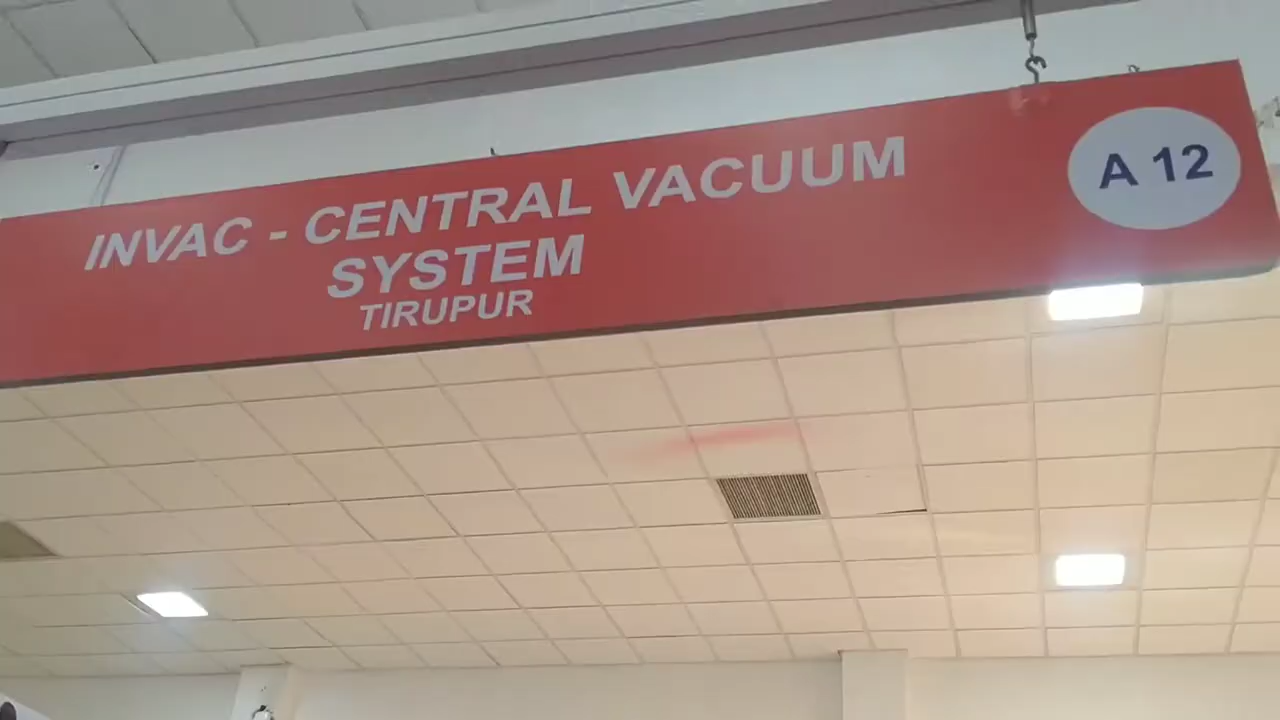 INVAC - CENTRAL VACUUM
SYSTEM
TIRUPUR
A 12